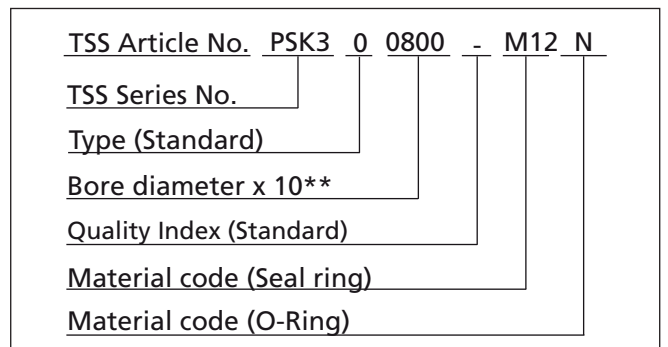 TSS Article No. PSK3 0 0800 - M12 N
TSS Series No.
Type (Standard)
Bore diameter x 10**
Quality Index (Standard)
Material code (Seal ring)
Material code (O-Ring)